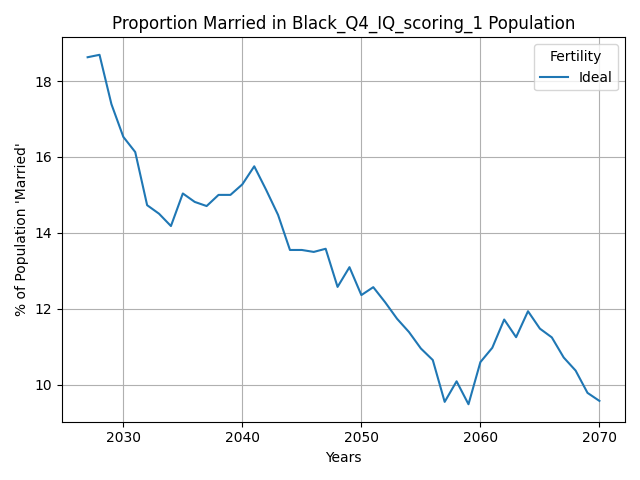 Proportion Married in Black_Q4_IQ_scoring_1 Population
Fertility
Ideal
% of Population 'Married'
18
16
14
12
10
2030
2040
2050
2060
2070
Years